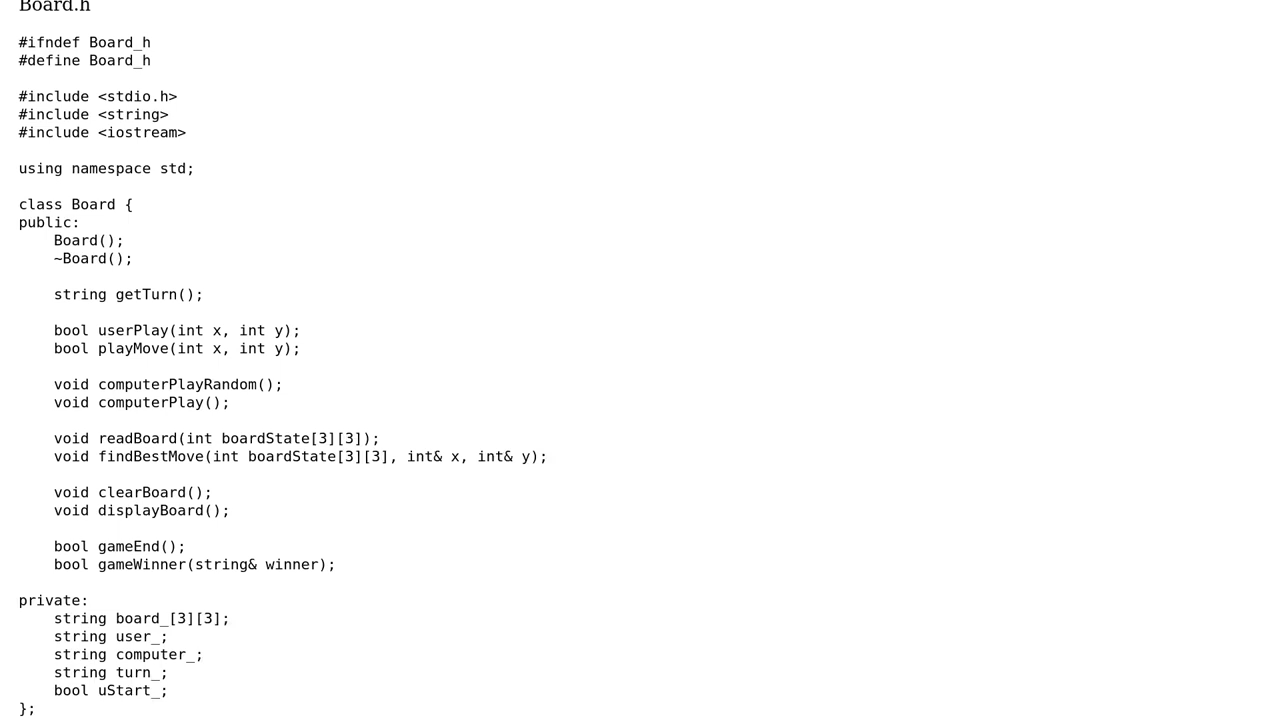 Board.h
#ifndef Board_h
#define Board_h
#include <stdio.h>
#include <string>
#include <iostream>
using namespace std;
class Board {
public:
    Board();
    ~Board();
    string getTurn();
    bool userPlay(int x, int y);
    bool playMove(int x, int y);
    void computerPlayRandom();
    void computerPlay();
    void readBoard(int boardState[3][3]);
    void findBestMove(int boardState[3][3], int& x, int& y);
    void clearBoard();
    void displayBoard();
    bool gameEnd();
    bool gameWinner(string& winner);
private:
    string board_[3][3];
    string user_;
    string computer_;
    string turn_;
    bool uStart_;
};